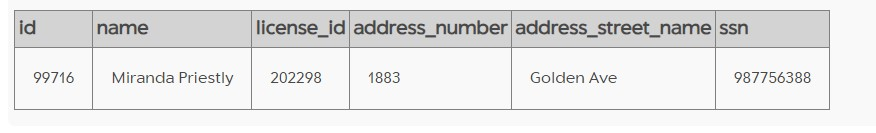 id name license_id address_number address_street_name ssn
99716 Miranda Priestly 202298 1883 Golden Ave 987756388